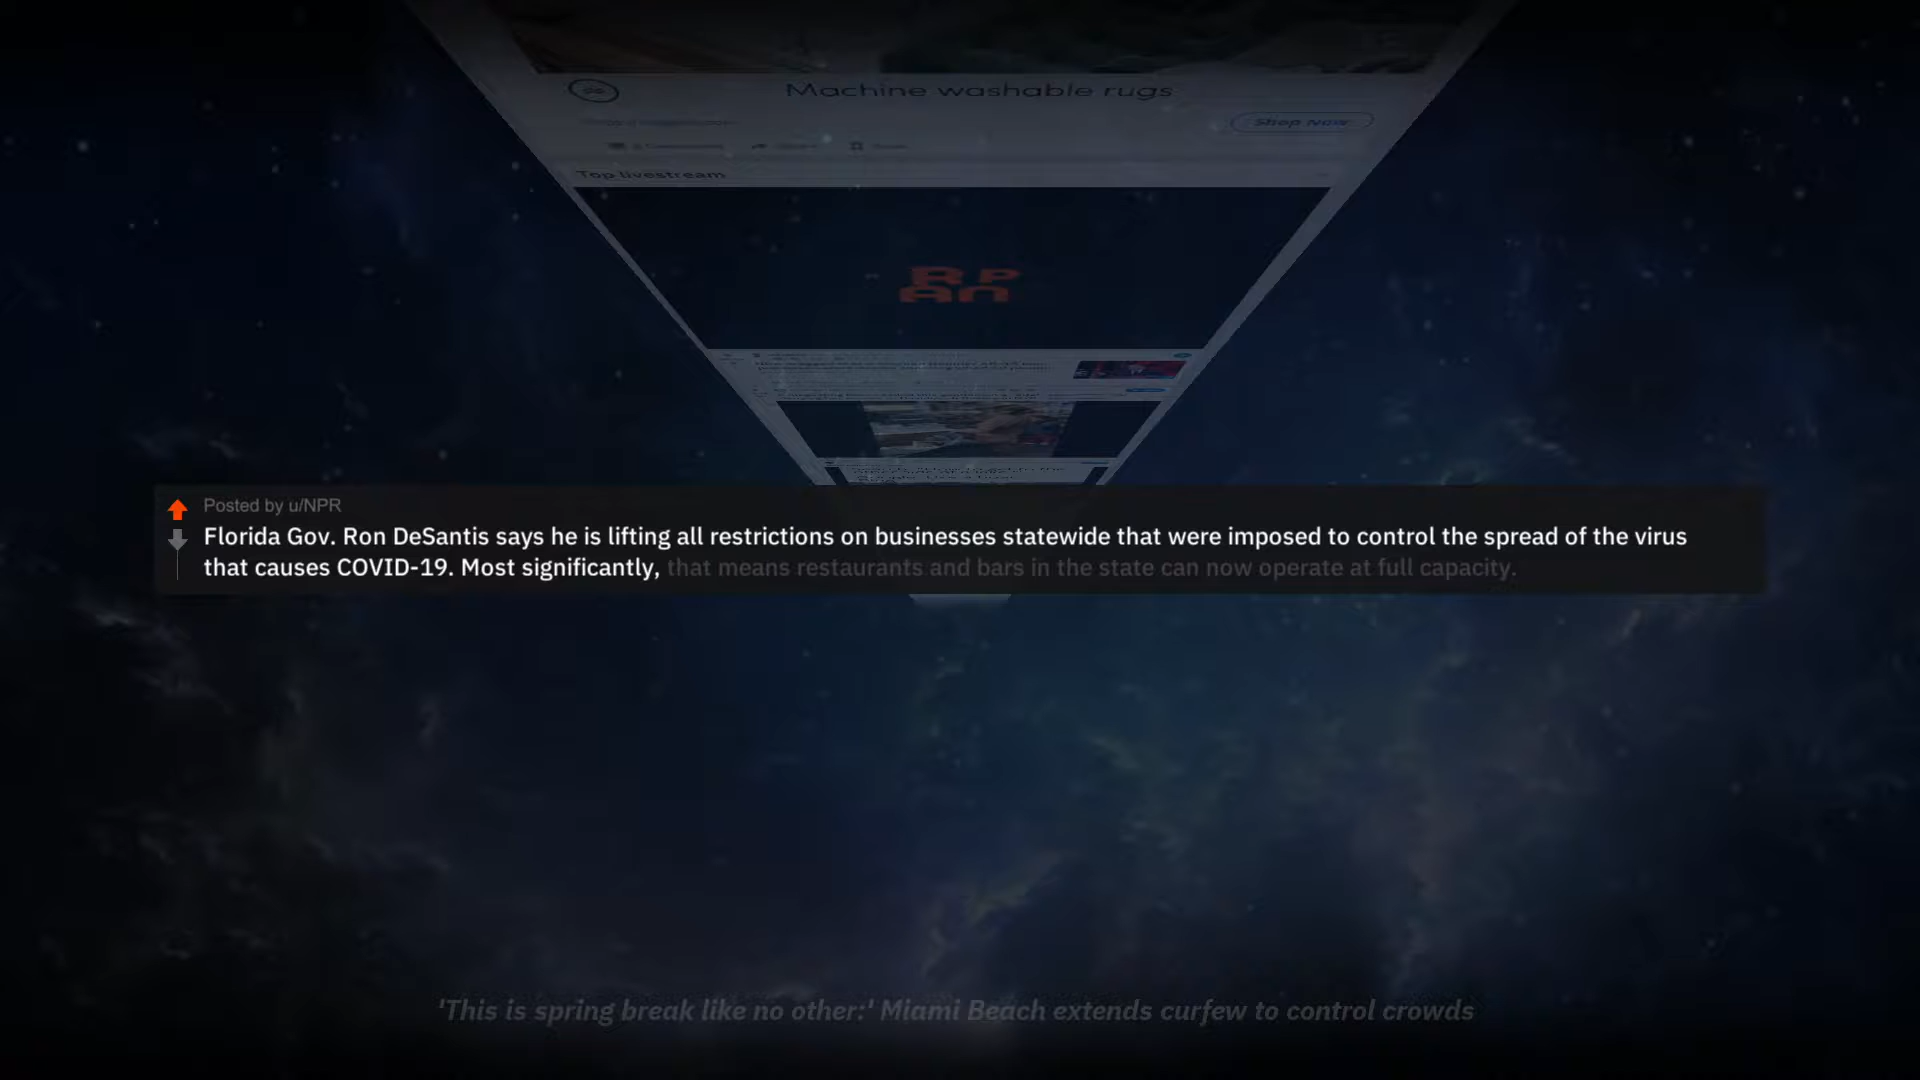 Machine washable rugs
Shop Now
Top livestream
RP
AN
Posted by u/NPR
Florida Gov. Ron DeSantis says he is lifting all restrictions on businesses statewide that were imposed to control the spread of the virus
that causes COVID-19. Most significantly, that means restaurants and bars in the state can now operate at full capacity.
'This is spring break like no other:' Miami Beach extends curfew to control crowds